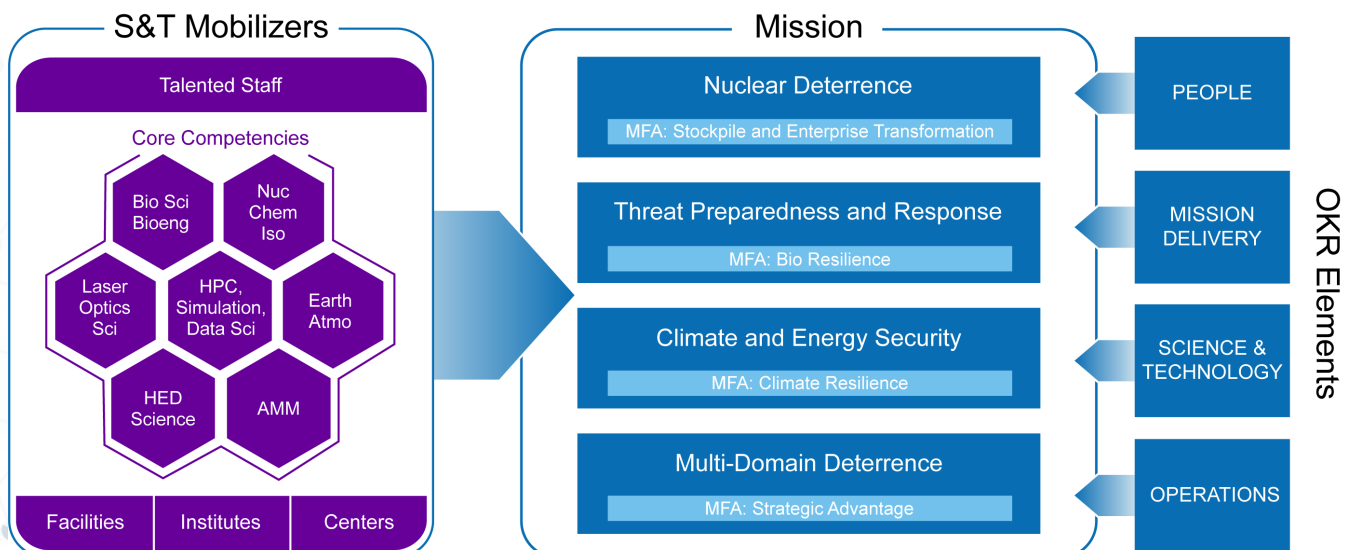 S&T Mobilizers
Talented Staff
Core Competencies
Bio Sci
Bioeng
Nuc
Chem
Iso
Laser
Optics
Sci
HPC,
Simulation,
Data Sci
Earth
Atmo
HED
Science
AMM
Facilities
Institutes
Centers
Mission
Nuclear Deterrence
MFA: Stockpile and Enterprise Transformation
Threat Preparedness and Response
MFA: Bio Resilience
Climate and Energy Security
MFA: Climate Resilience
Multi-Domain Deterrence
MFA: Strategic Advantage
PEOPLE
MISSION
DELIVERY
SCIENCE &
TECHNOLOGY
OPERATIONS
OKR Elements